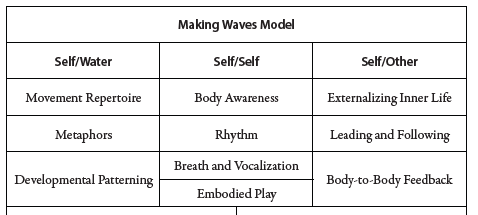 Making Waves Model
Self/Water Self/Self Self/Other
Movement Repertoire Body Awareness Externalizing Inner Life
Metaphors Rhythm Leading and Following
Developmental Patterning Breath and Vocalization Body-to-Body Feedback
Embodied Play